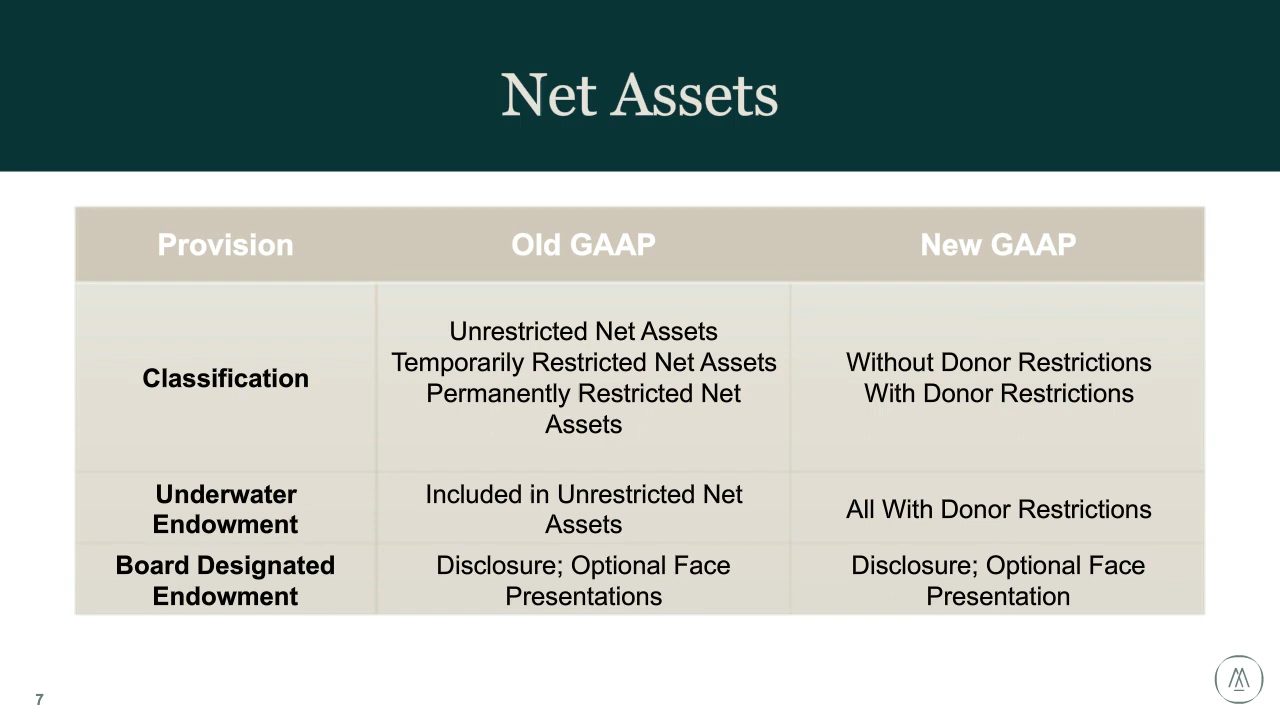 Net Assets
Provision
Old GAAP
New GAAP
Classification
Unrestricted Net Assets
Temporarily Restricted Net Assets
Permanently Restricted Net
Assets
Without Donor Restrictions
With Donor Restrictions
Underwater
Endowment
Included in Unrestricted Net
Assets
All With Donor Restrictions
Board Designated
Endowment
Disclosure; Optional Face
Presentations
Disclosure; Optional Face
Presentation
7